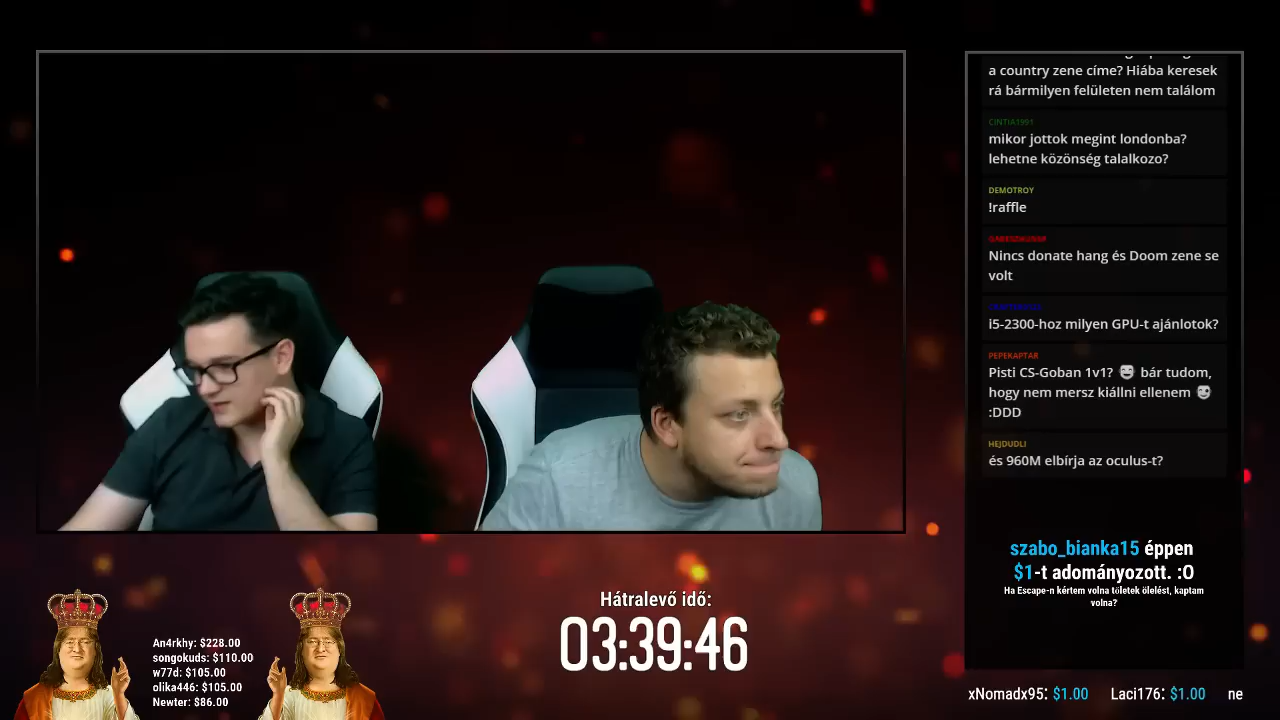 a country zene címe? Hiába keresek
rá bármilyen felületen nem találom
CINTIA1991
mikor jottok megint londonba?
lehetne közönség talalkozo?
DEMOTROY
!raffle
Nincs donate hang és Doom zene se
volt
i5-2300-hoz milyen GPU-t ajánlotok?
PEPEKAPTAR
Pisti CS-Goban 1v1? bár tudom,
hogy nem mersz kiállni ellenem
:DDD
HEJDUDLI
és 960M elbírja az oculus-t?
szabo_bianka15 éppen
$1-t adományozott. :O
Ha Escape-n kértem volna tőletek ölelést, kaptam
volna?
Hátralevő idő:
03:39:46
An4rkhy: $228.00
songokuds: $110.00
w77d: $105.00
olika446: $105.00
Newter: $86.00
xNomadx95: $1.00 Laci176: $1.00 ne